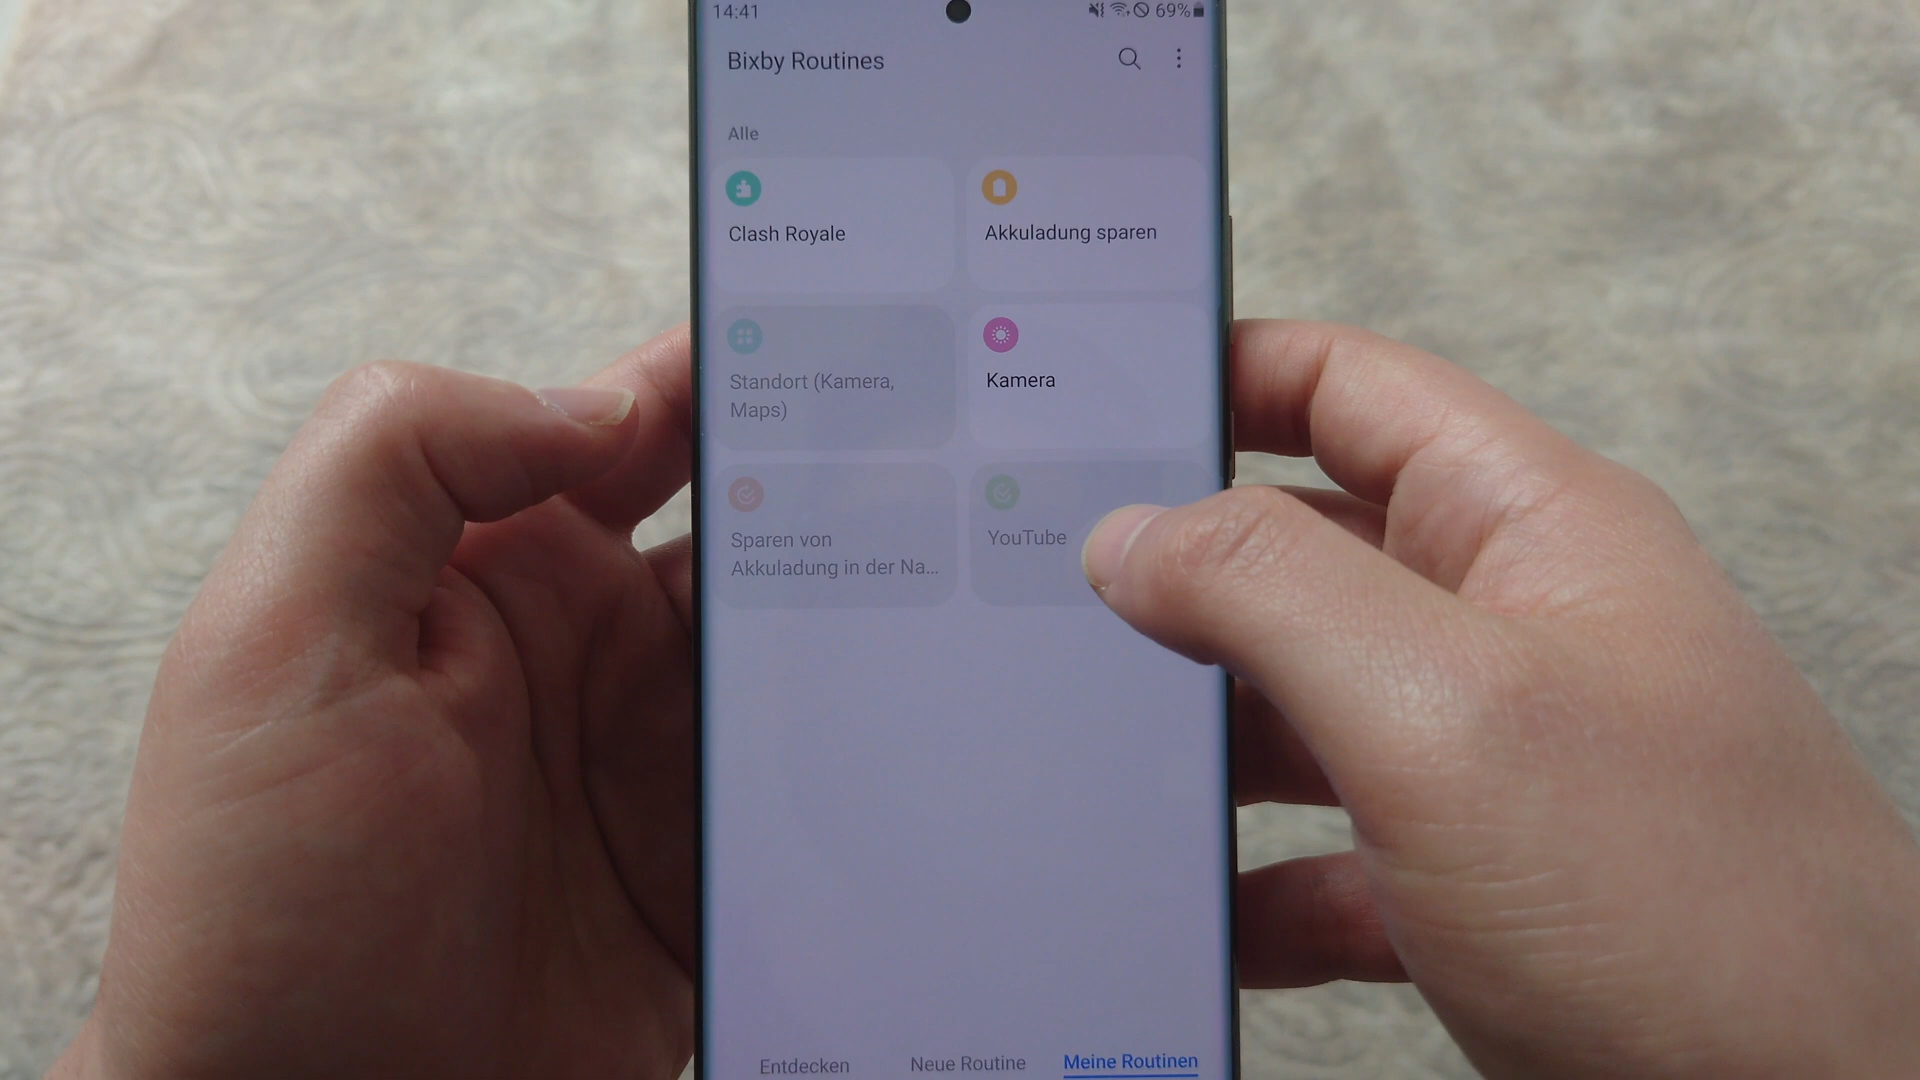 14:41
69%
Bixby Routines
Alle
Clash Royale
Akkuladung sparen
Standort (Kamera,
Maps)
Kamera
Sparen von
Akkuladung in der Na...
YouTube
Entdecken
Neue Routine
Meine Routinen